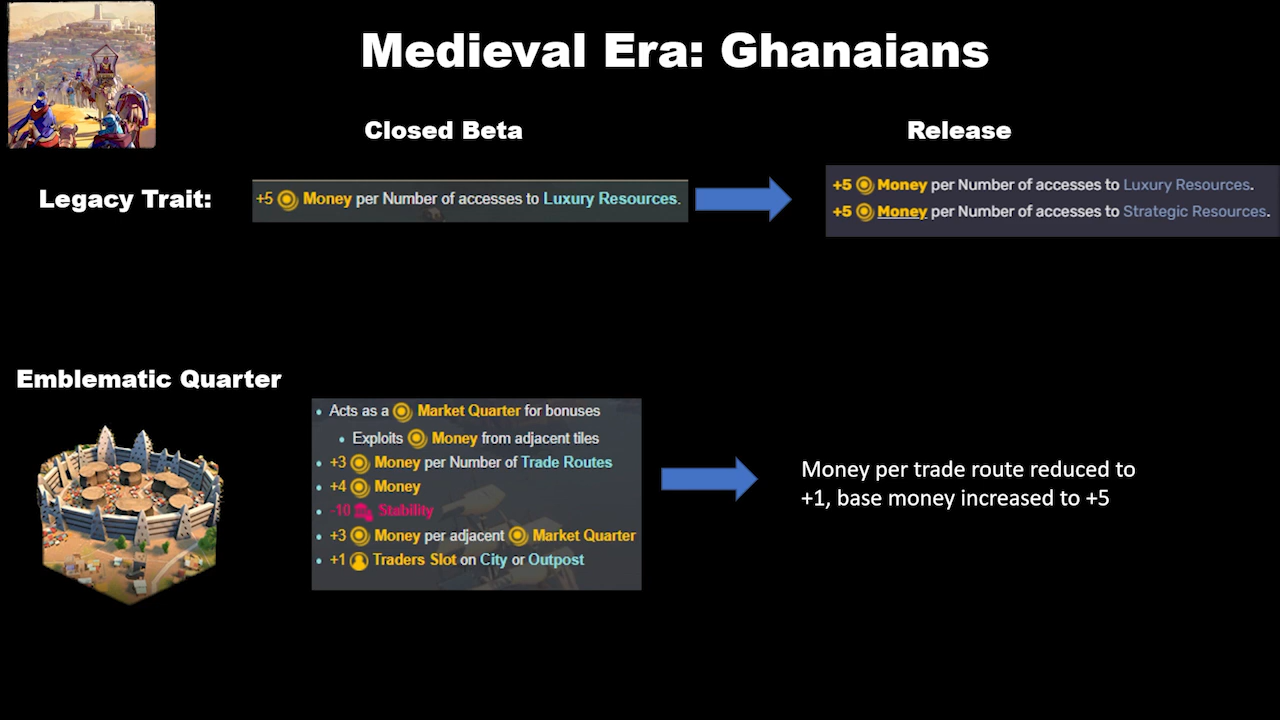 Medieval Era: Ghanaians
Closed Beta
Release
Legacy Trait:
+5 Money per Number of accesses to Luxury Resources.
+5 Money per Number of accesses to Luxury Resources.
+5 Money per Number of accesses to Strategic Resources.
Emblematic Quarter
• Acts as a Market Quarter for bonuses
• Exploits Money from adjacent tiles
• +3 Money per Number of Trade Routes
• +4 Money
• -10 Stability
• +3 Money per adjacent Market Quarter
• +1 Traders Slot on City or Outpost
Money per trade route reduced to
+1, base money increased to +5